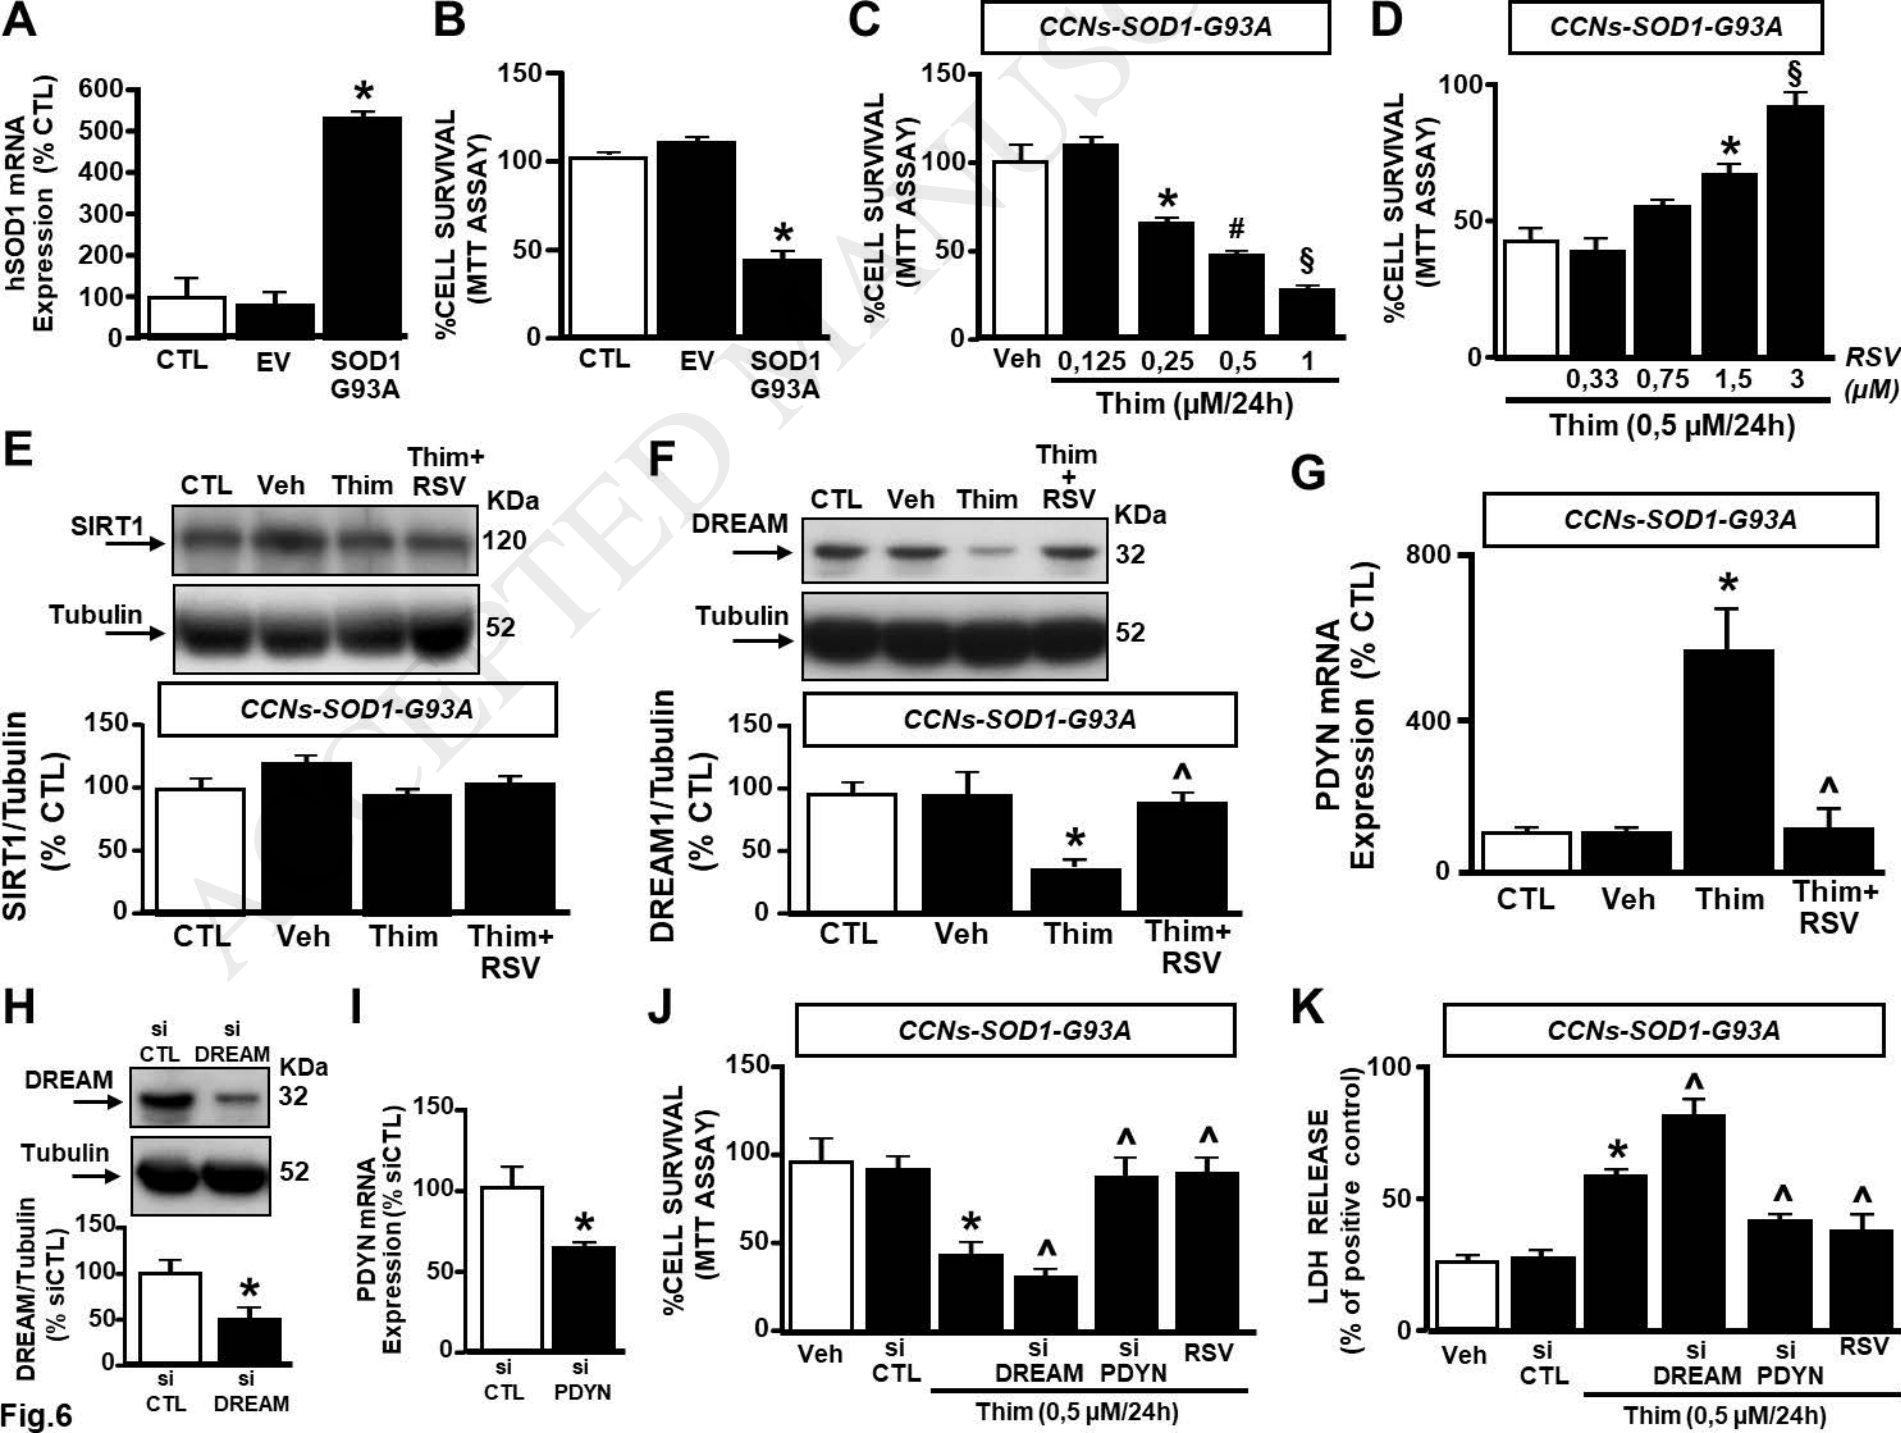 A
hSOD1 mRNA
Expression (% CTL)
600
500
400
300
200
100
0
*
CTL
EV
SOD1
G93A
B
%CELL SURVIVAL
(MTT ASSAY)
150
100
50
0
*
CTL
EV
SOD1
G93A
C
CCNs-SOD1-G93A
%CELL SURVIVAL
(MTT ASSAY)
150
100
50
0
*
#
§
Veh
0,125
0,25
0,5
1
Thim (µM/24h)
D
CCNs-SOD1-G93A
%CELL SURVIVAL
(MTT ASSAY)
100
50
0
*
§
0,33
0,75
1,5
3
RSV
(µM)
Thim (0,5 µM/24h)
E
CTL
Veh
Thim
Thim+
RSV
KDa
SIRT1
120
Tubulin
52
CCNs-SOD1-G93A
SIRT1/Tubulin
(% CTL)
150
100
50
0
CTL
Veh
Thim
Thim+
RSV
F
CTL
Veh
Thim
Thim
+
RSV
KDa
DREAM
32
Tubulin
52
CCNs-SOD1-G93A
DREAM1/Tubulin
(% CTL)
150
100
50
0
*
^
CTL
Veh
Thim
Thim+
RSV
G
CCNs-SOD1-G93A
PDYN mRNA
Expression (% CTL)
800
400
0
*
^
CTL
Veh
Thim
Thim+
RSV
H
si
CTL
si
DREAM
KDa
DREAM
32
Tubulin
52
DREAM/Tubulin
(% siCTL)
150
100
50
0
*
si
CTL
si
DREAM
I
PDYN mRNA
Expression (% siCTL)
150
100
50
0
*
si
CTL
si
PDYN
J
CCNs-SOD1-G93A
%CELL SURVIVAL
(MTT ASSAY)
150
100
50
0
*
^
^
^
Veh
si
CTL
si
DREAM
si
PDYN
RSV
Thim (0,5 µM/24h)
K
CCNs-SOD1-G93A
LDH RELEASE
(% of positive control)
100
50
0
*
^
^
^
Veh
si
CTL
si
DREAM
si
PDYN
RSV
Thim (0,5 µM/24h)
Fig.6
ACCEPTED MANUSC